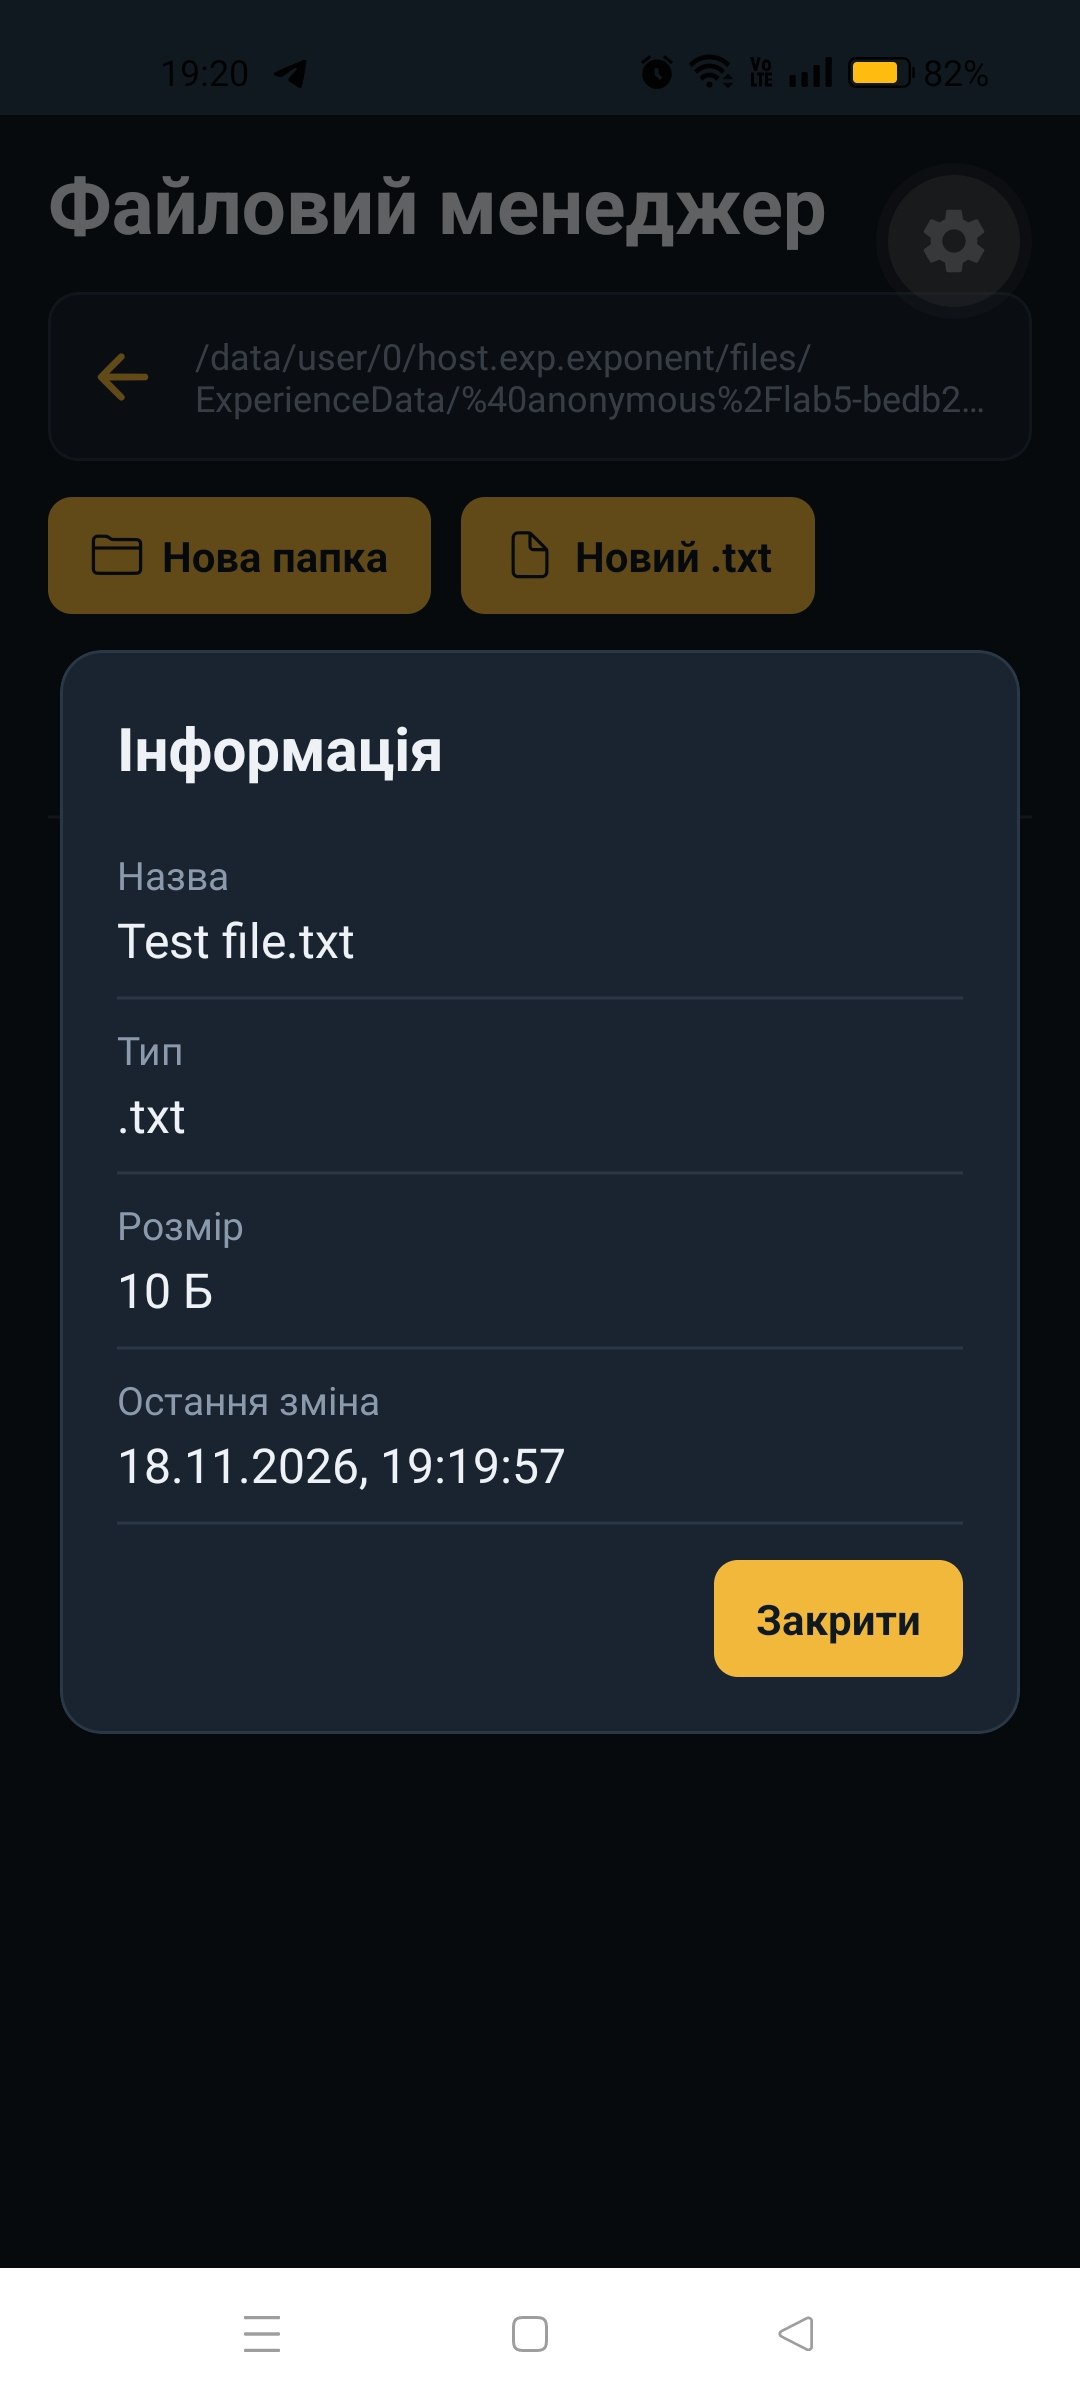 19:20
Vo
LTE
82%
Файловий менеджер
/data/user/0/host.exp.exponent/files/
ExperienceData/%40anonymous%2Flab5-bedb2…
Нова папка
Новий .txt
Інформація
Назва
Test file.txt
Тип
.txt
Розмір
10 Б
Остання зміна
18.11.2026, 19:19:57
Закрити